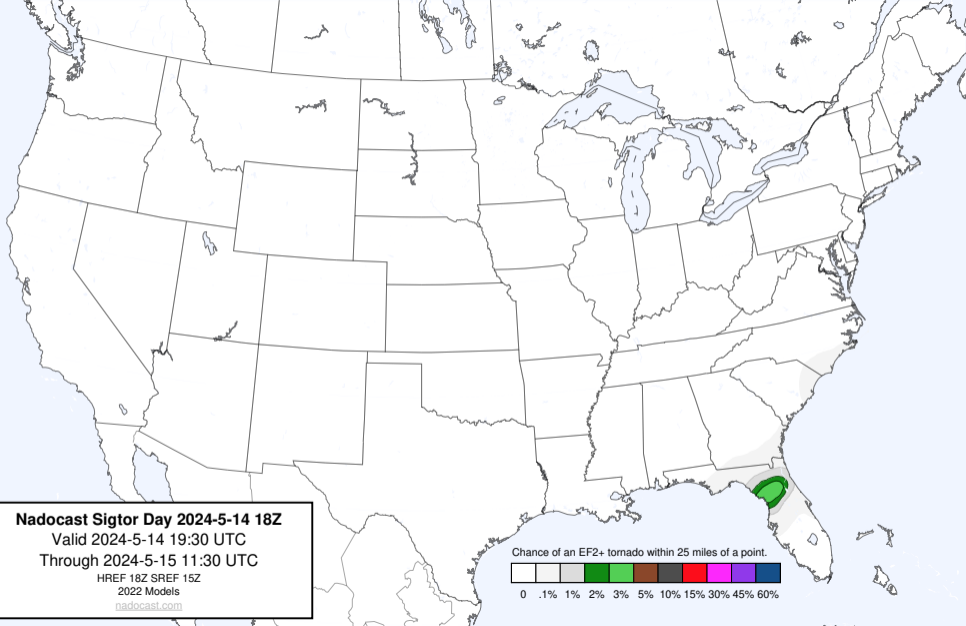 Nadocast Sigtor Day 2024-5-14 18Z
Valid 2024-5-14 19:30 UTC
Through 2024-5-15 11:30 UTC
HREF 18Z SREF 15Z
2022 Models
nadocast.com
Chance of an EF2+ tornado within 25 miles of a point.
0 .1% 1% 2% 3% 5% 10% 15% 30% 45% 60%